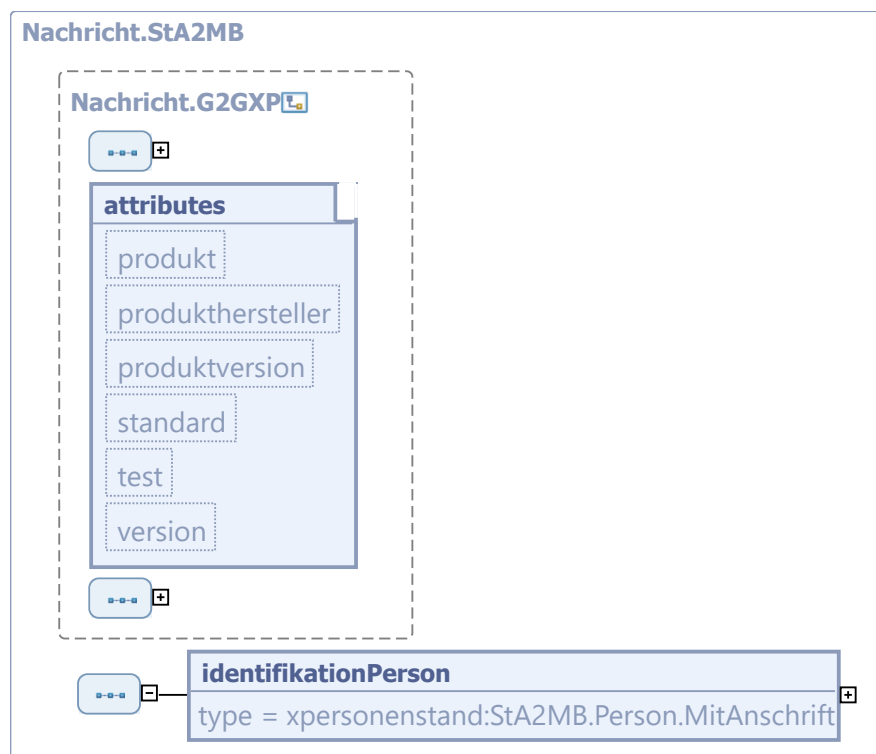 Nachricht.StA2MB
Nachricht.G2GXP
attributes
produkt
produkthersteller
produktversion
standard
test
version
identifikationPerson
type = xpersonenstand:StA2MB.Person.MitAnschrift